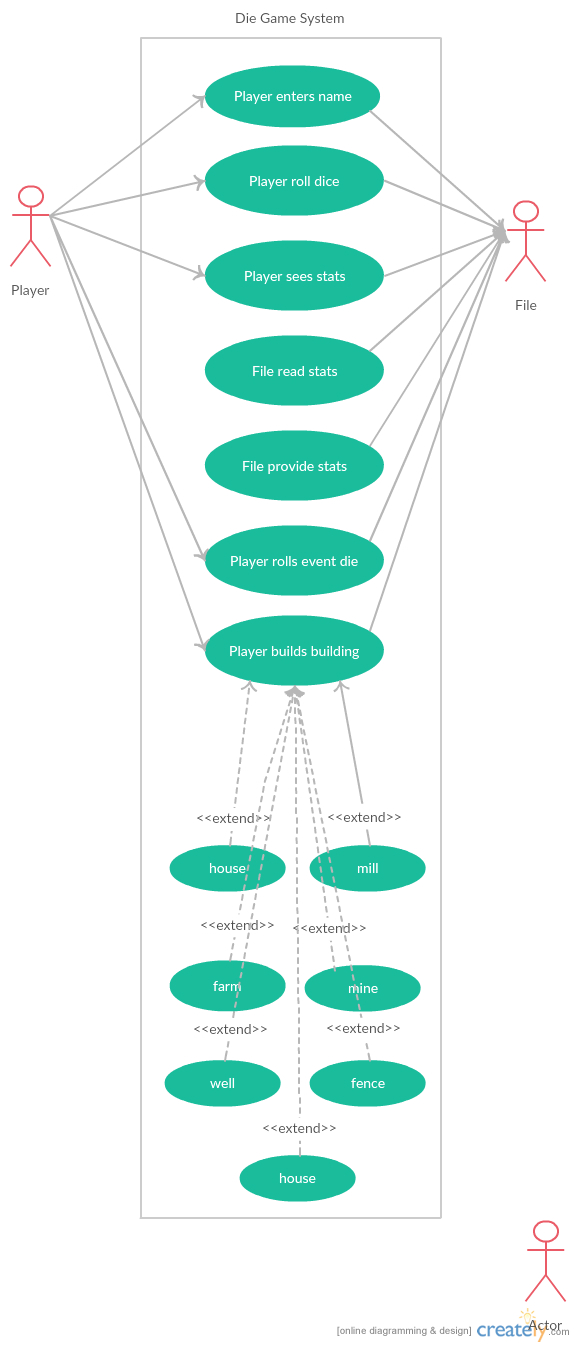 Die Game System
Player enters name
Player roll dice
Player
File
Player sees stats
File read stats
File provide stats
Player rolls event die
Player builds building
<<extend>> <<extend>>
house mill
<<extend>> <<extend>>
farm mine
<<extend>> <<extend>>
well fence
<<extend>>
house
Actor
[online diagramming & design] creately.com